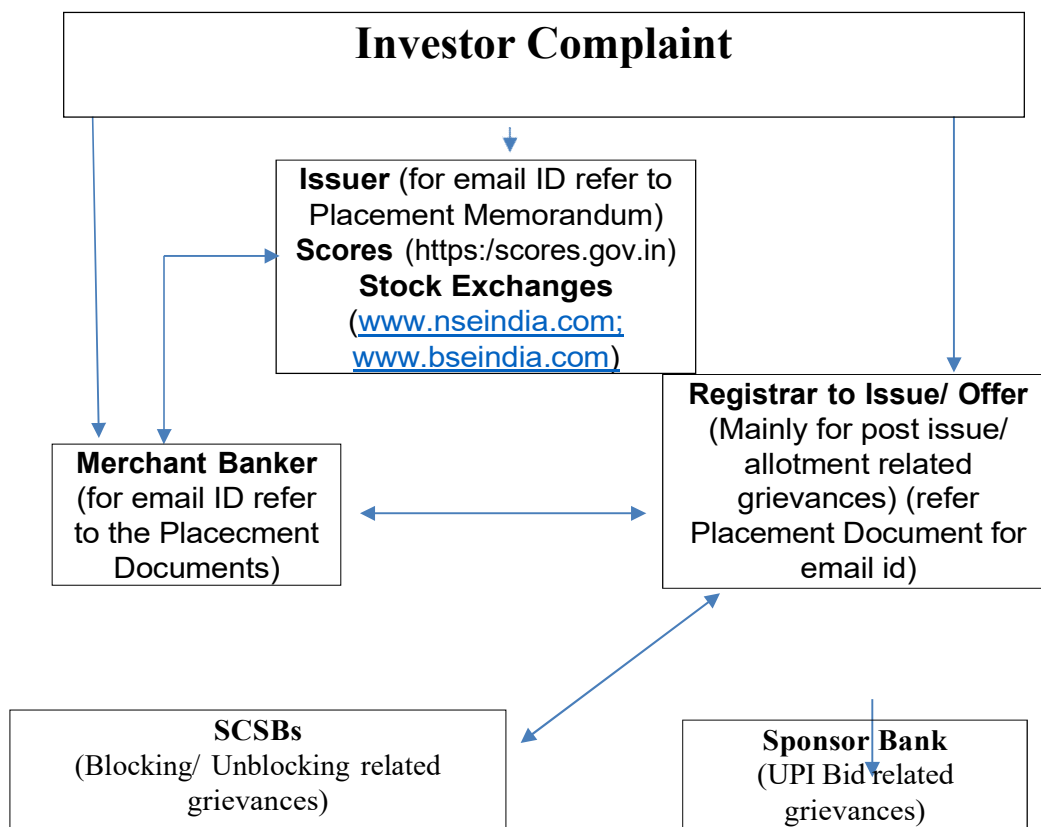 Investor Complaint
Issuer (for email ID refer to
Placement Memorandum)
Scores (https:/scores.gov.in)
Stock Exchanges
(www.nseindia.com;
www.bseindia.com)
Registrar to Issue/ Offer
(Mainly for post issue/
allotment related
grievances) (refer
Placement Document for
email id)
Merchant Banker
(for email ID refer
to the Placecment
Documents)
SCSBs
(Blocking/ Unblocking related
grievances)
Sponsor Bank
(UPI Bid related
grievances)